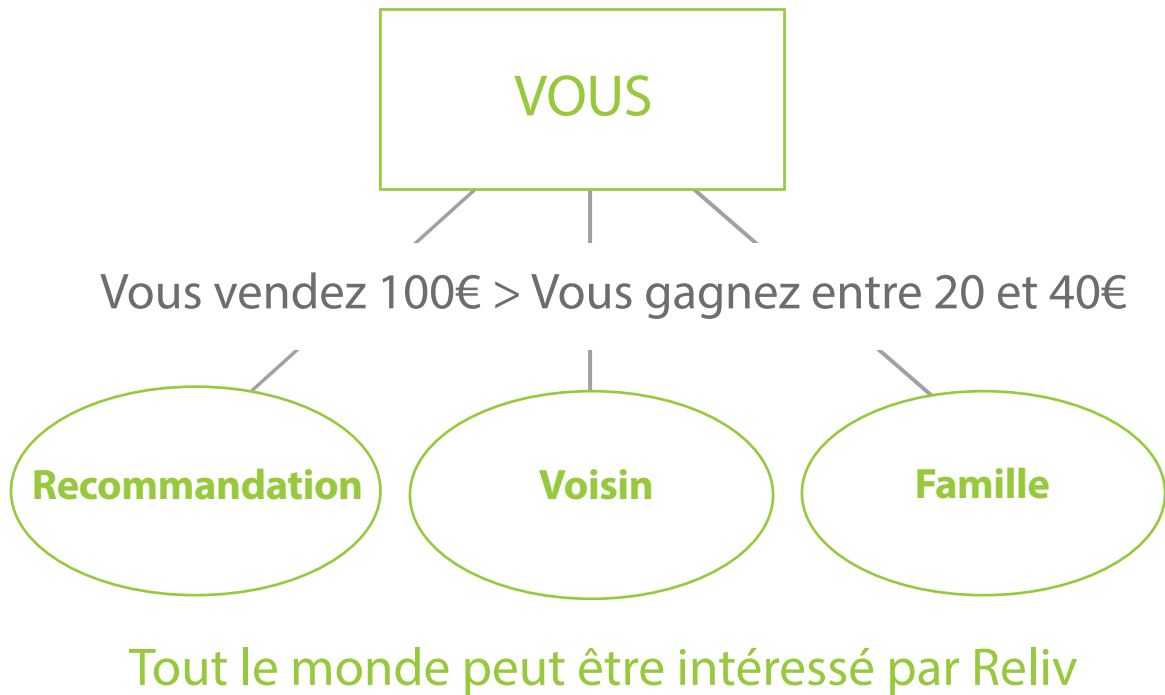 VOUS
Vous vendez 100€ > Vous gagnez entre 20 et 40€
Recommandation
Voisin
Famille
Tout le monde peut être intéressé par Reliv